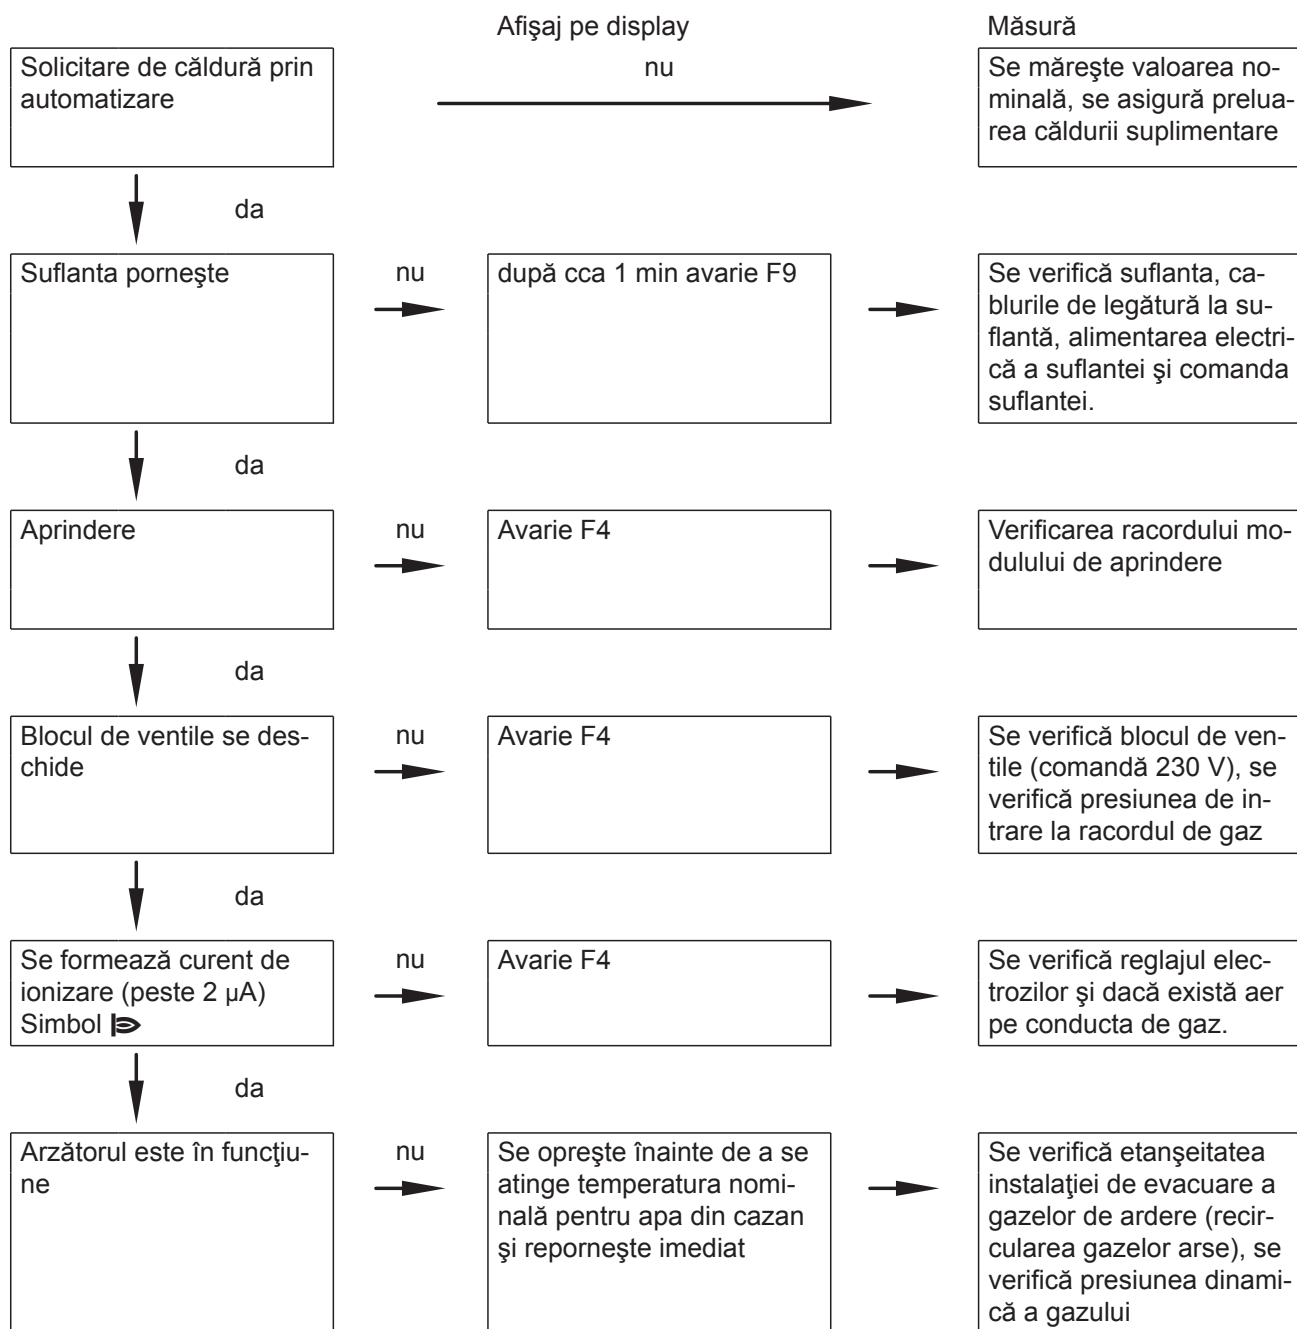 Afişaj pe display
Măsură
Solicitare de căldură prin
automatizare
nu
Se măreşte valoarea no-
minală, se asigură prelua-
rea căldurii suplimentare
da
Suflanta porneşte
nu
după cca 1 min avarie F9
Se verifică suflanta, ca-
blurile de legătură la su-
flantă, alimentarea electri-
că a suflantei şi comanda
suflantei.
da
Aprindere
nu
Avarie F4
Verificarea racordului mo-
dulului de aprindere
da
Blocul de ventile se des-
chide
nu
Avarie F4
Se verifică blocul de ven-
tile (comandă 230 V), se
verifică presiunea de in-
trare la racordul de gaz
da
Se formează curent de
ionizare (peste 2 µA)
Simbol
nu
Avarie F4
Se verifică reglajul elec-
trozilor şi dacă există aer
pe conducta de gaz.
da
Arzătorul este în funcţiu-
ne
nu
Se opreşte înainte de a se
atinge temperatura nomi-
nală pentru apa din cazan
şi reporneşte imediat
Se verifică etanşeitatea
instalaţiei de evacuare a
gazelor de ardere (recir-
cularea gazelor arse), se
verifică presiunea dinami-
că a gazului